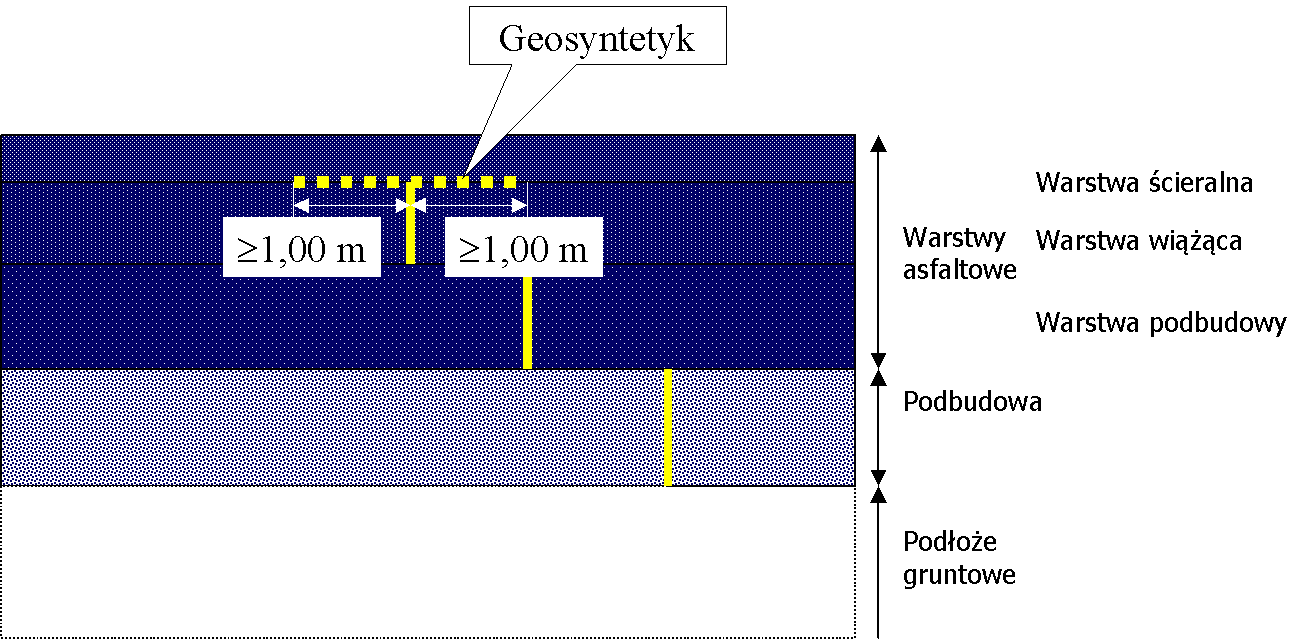 Geosyntetyk
≥1,00 m
≥1,00 m
Warstwy
asfaltowe
Warstwa ścieralna
Warstwa wiążąca
Warstwa podbudowy
Podbudowa
Podłoże
gruntowe